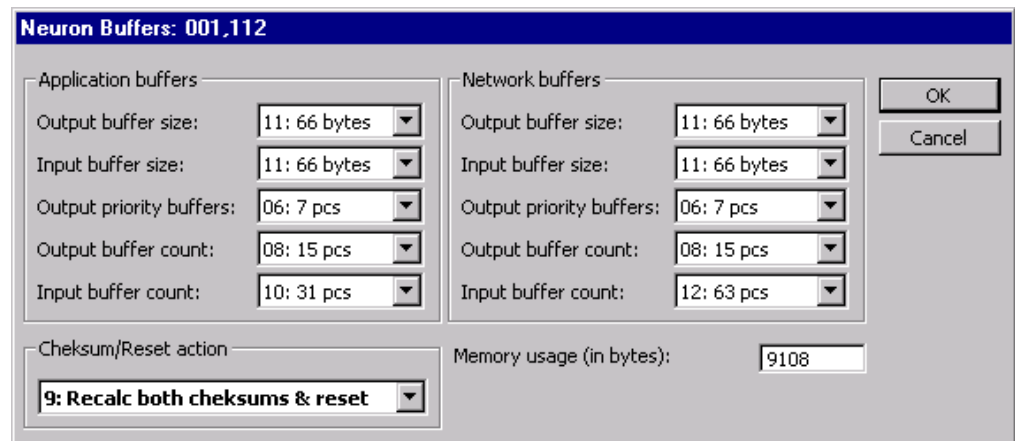 Neuron Buffers: 001,112
Application buffers
Output buffer size: 11: 66 bytes
Input buffer size: 11: 66 bytes
Output priority buffers: 06: 7 pcs
Output buffer count: 08: 15 pcs
Input buffer count: 10: 31 pcs
Network buffers
Output buffer size: 11: 66 bytes
Input buffer size: 11: 66 bytes
Output priority buffers: 06: 7 pcs
Output buffer count: 08: 15 pcs
Input buffer count: 12: 63 pcs
OK
Cancel
Cheksum/Reset action
9: Recalc both cheksums & reset
Memory usage (in bytes): 9108